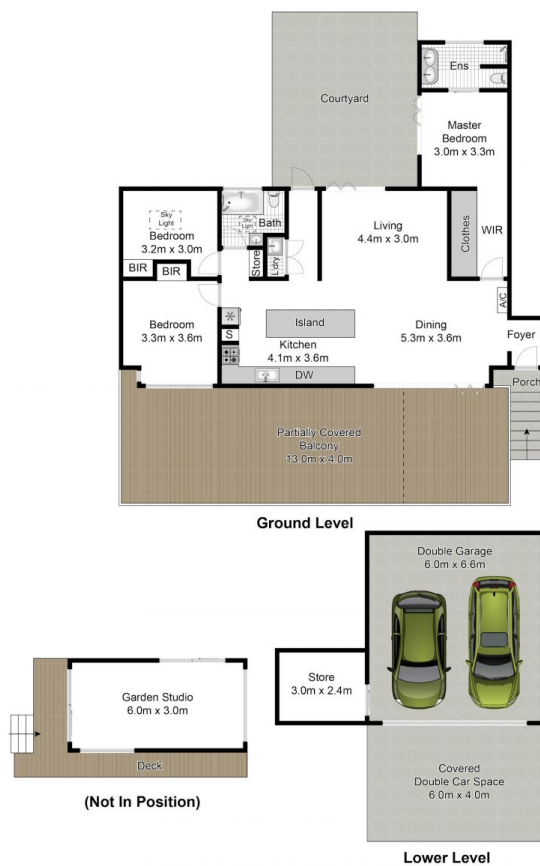 Ens
Courtyard
Master
Bedroom
3.0m x 3.3m
Sky
Light
Bedroom
3.2m x 3.0m
BIR
BIR
Bath
Sky
Light
Store
L'dry
Living
4.4m x 3.0m
Clothes
WIR
A/C
Bedroom
3.3m x 3.6m
S
Island
Kitchen
4.1m x 3.6m
DW
Dining
5.3m x 3.6m
Foyer
Porch
Partially Covered
Balcony
13.0m x 4.0m
Ground Level
Double Garage
6.0m x 6.6m
Store
3.0m x 2.4m
Garden Studio
6.0m x 3.0m
Deck
(Not In Position)
Covered
Double Car Space
6.0m x 4.0m
Lower Level